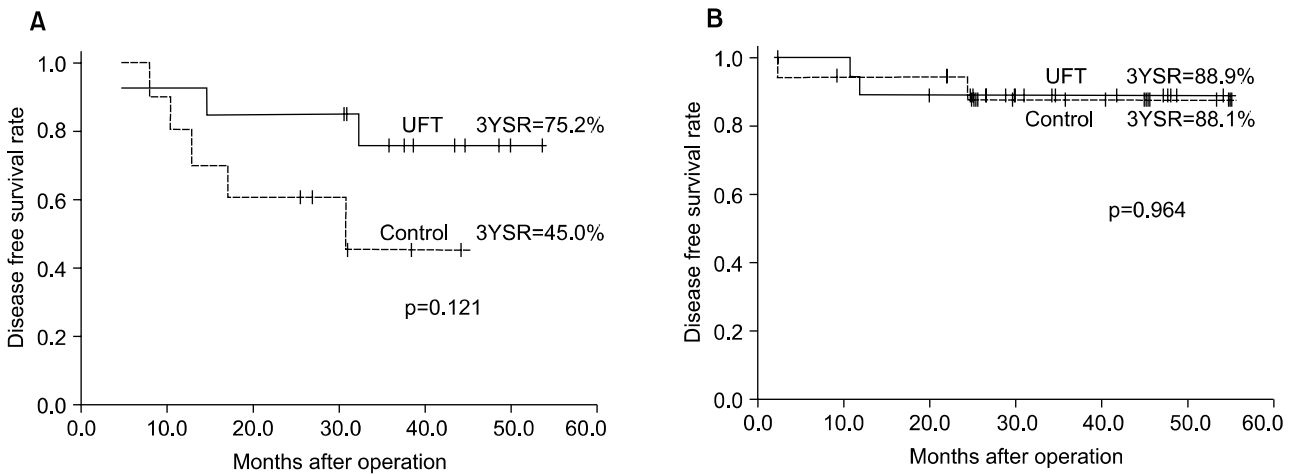 A
Disease free survival rate
1.0
0.8
0.6
0.4
0.2
0.0
UFT 3YSR=75.2%
Control 3YSR=45.0%
p=0.121
0.0 10.0 20.0 30.0 40.0 50.0 60.0
Months after operation
B
Disease free survival rate
1.0
0.8
0.6
0.4
0.2
0.0
UFT 3YSR=88.9%
Control 3YSR=88.1%
p=0.964
0.0 10.0 20.0 30.0 40.0 50.0 60.0
Months after operation